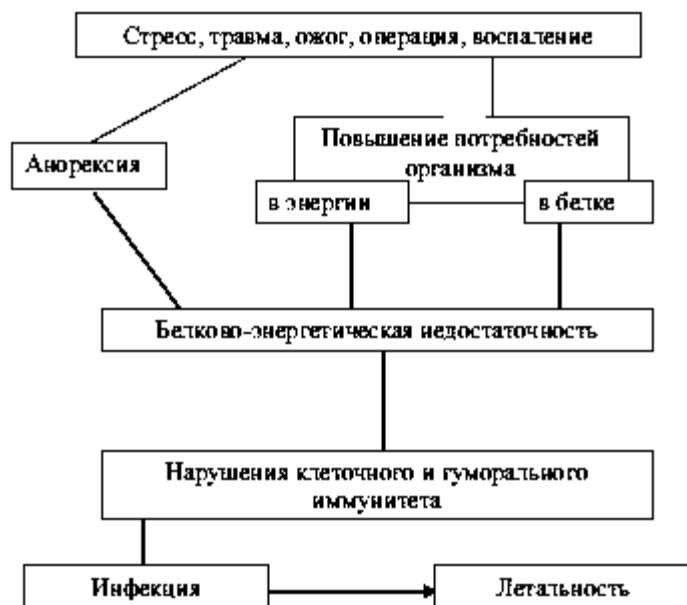 Стресс, травма, ожог, операция, воспаление
Анорексия
Повышение потребностей
организма
в энергии
в белке
Белково-энергетическая недостаточность
Нарушения клеточного и гуморального
иммунитета
Инфекция
Летальность